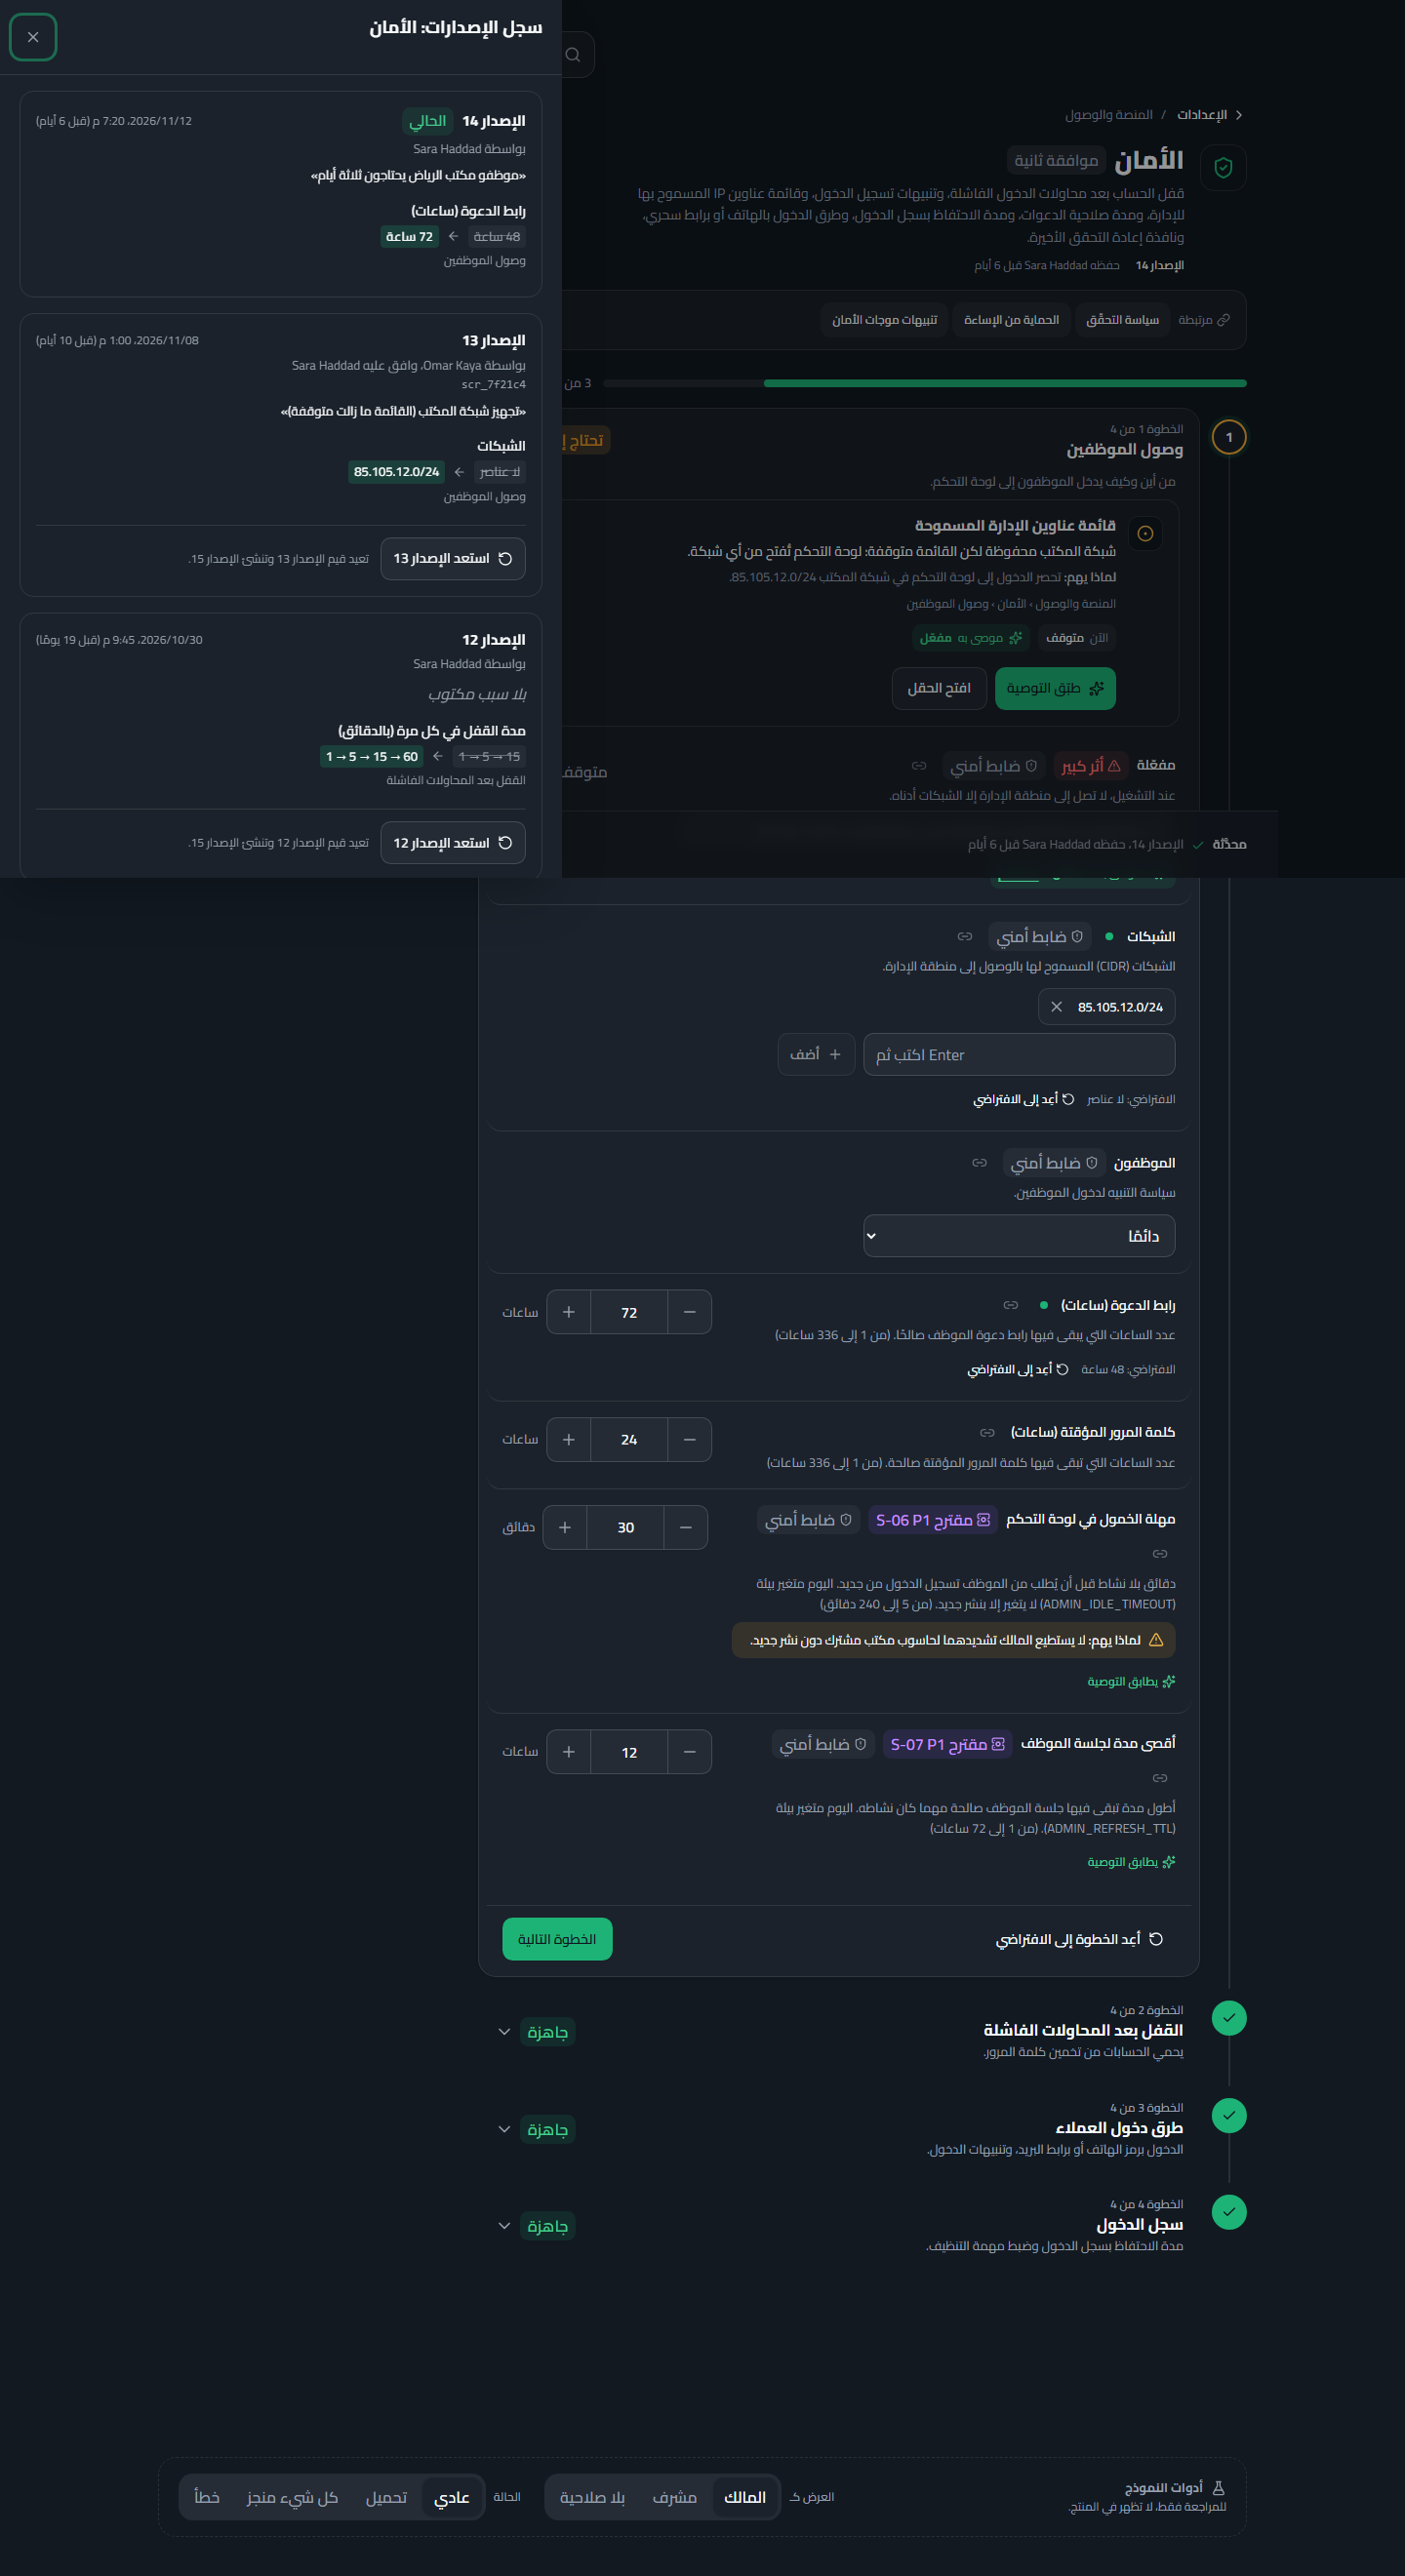 سجل الإصدارات: الأمان
الإصدار 14 الحالي
2026/11/12، 7:20 م (قبل 6 أيام)
بواسطة Sara Haddad
«موظفو مكتب الرياض يحتاجون ثلاثة أيام»
رابط الدعوة (ساعات)
48 ساعة ← 72 ساعة
وصول الموظفين
الإصدار 13
2026/11/08، 1:00 م (قبل 10 أيام)
بواسطة Omar Kaya، وافق عليه Sara Haddad
scr_7f21c4
«تجهيز شبكة المكتب (القائمة ما زالت متوقفة)»
الشبكات
لا عناصر ← 85.105.12.0/24
وصول الموظفين
استعد الإصدار 13
تعيد قيم الإصدار 13 وتنشئ الإصدار 15.
الإصدار 12
2026/10/30، 9:45 م (قبل 19 يومًا)
بواسطة Sara Haddad
بلا سبب مكتوب
مدة القفل في كل مرة (بالدقائق)
1 → 5 → 15 ← 1 → 5 → 15 → 60
القفل بعد المحاولات الفاشلة
استعد الإصدار 12
تعيد قيم الإصدار 12 وتنشئ الإصدار 15.
الإعدادات / المنصة والوصول
الأمان موافقة ثانية
قفل الحساب بعد محاولات الدخول الفاشلة، وتنبيهات تسجيل الدخول، وقائمة عناوين IP المسموح بها
للإدارة، ومدة صلاحية الدعوات، ومدة الاحتفاظ بسجل الدخول، وطرق الدخول بالهاتف أو برابط سحري،
ونافذة إعادة التحقق الأخيرة.
الإصدار 14 حفظه Sara Haddad قبل 6 أيام
مرتبطة سياسة التحقّق الحماية من الإساءة تنبيهات موجات الأمان
3 من
1
الخطوة 1 من 4
وصول الموظفين
تحتاج
من أين وكيف يدخل الموظفون إلى لوحة التحكم.
قائمة عناوين الإدارة المسموحة
شبكة المكتب محفوظة لكن القائمة متوقفة: لوحة التحكم تُفتح من أي شبكة.
لماذا يهم: تحصر الدخول إلى لوحة التحكم في شبكة المكتب 85.105.12.0/24.
المنصة والوصول › الأمان › وصول الموظفين
الآن متوقف موصى به مفعّل
طبّق التوصية افتح الحقل
مفعّلة أثر كبير ضابط أمني
متوقف
عند التشغيل، لا تصل إلى منطقة الإدارة إلا الشبكات أدناه.
محدّثة الإصدار 14، حفظه Sara Haddad قبل 6 أيام
الشبكات ضابط أمني
الشبكات (CIDR) المسموح لها بالوصول إلى منطقة الإدارة.
85.105.12.0/24
اكتب ثم Enter
أضف
الافتراضي: لا عناصر أعد إلى الافتراضي
الموظفون ضابط أمني
سياسة التنبيه لدخول الموظفين.
دائمًا
رابط الدعوة (ساعات)
72 ساعات
عدد الساعات التي يبقى فيها رابط دعوة الموظف صالحًا. (من 1 إلى 336 ساعات)
الافتراضي: 48 ساعة أعد إلى الافتراضي
كلمة المرور المؤقتة (ساعات)
24 ساعات
عدد الساعات التي تبقى فيها كلمة المرور المؤقتة صالحة. (من 1 إلى 336 ساعات)
مهلة الخمول في لوحة التحكم مقترح S-06 P1 ضابط أمني
30 دقائق
دقائق بلا نشاط قبل أن يُطلب من الموظف تسجيل الدخول من جديد. اليوم متغير بيئة
(ADMIN_IDLE_TIMEOUT) لا يتغير إلا بنشر جديد. (من 5 إلى 240 دقائق)
لماذا يهم: لا يستطيع المالك تشديدهما لحاسوب مكتب مشترك دون نشر جديد.
يطابق التوصية
أقصى مدة لجلسة الموظف مقترح S-07 P1 ضابط أمني
12 ساعات
أطول مدة تبقى فيها جلسة الموظف صالحة مهما كان نشاطه. اليوم متغير بيئة
(ADMIN_REFRESH_TTL). (من 1 إلى 72 ساعات)
يطابق التوصية
أعد الخطوة إلى الافتراضي
الخطوة التالية
الخطوة 2 من 4
القفل بعد المحاولات الفاشلة
يحمي الحسابات من تخمين كلمة المرور.
جاهزة
الخطوة 3 من 4
طرق دخول العملاء
الدخول برمز الهاتف أو برابط البريد، وتنبيهات الدخول.
جاهزة
الخطوة 4 من 4
سجل الدخول
مدة الاحتفاظ بسجل الدخول وضبط مهمة التنظيف.
جاهزة
أدوات النموذج
للمراجعة فقط، لا تظهر في المنتج.
العرض كـ المالك مشرف بلا صلاحية
الحالة عادي تحميل كل شيء منجز خطأ